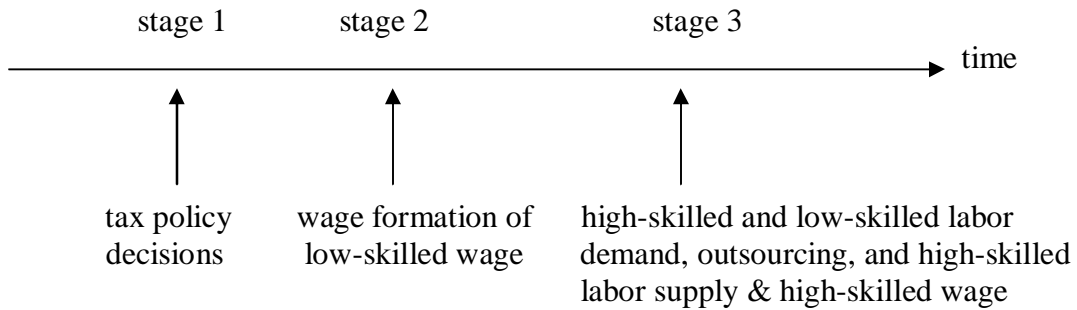 stage 1 stage 2 stage 3
time
tax policy wage formation of high-skilled and low-skilled labor
decisions low-skilled wage demand, outsourcing, and high-skilled
labor supply & high-skilled wage